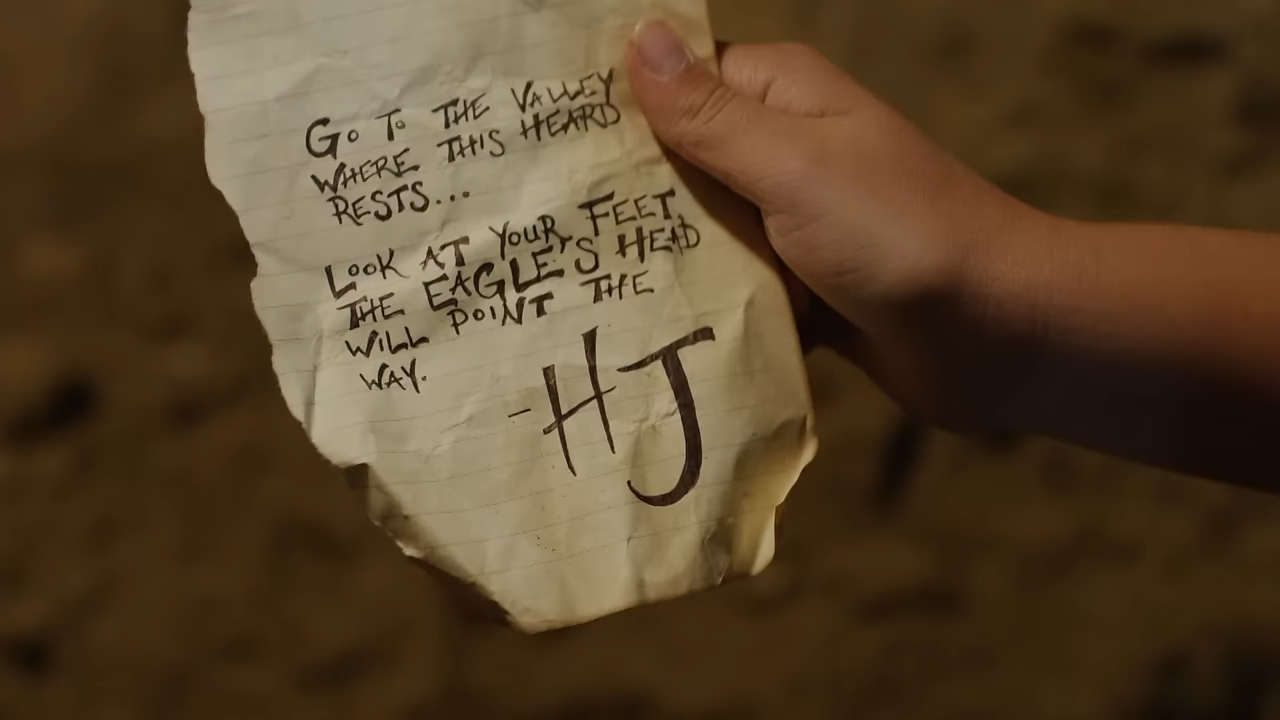 GO TO THE VALLEY
WHERE THIS HEARD
RESTS...
LOOK AT YOUR FEET,
THE EAGLE'S HEAD
WILL POINT THE
WAY.
-HJ